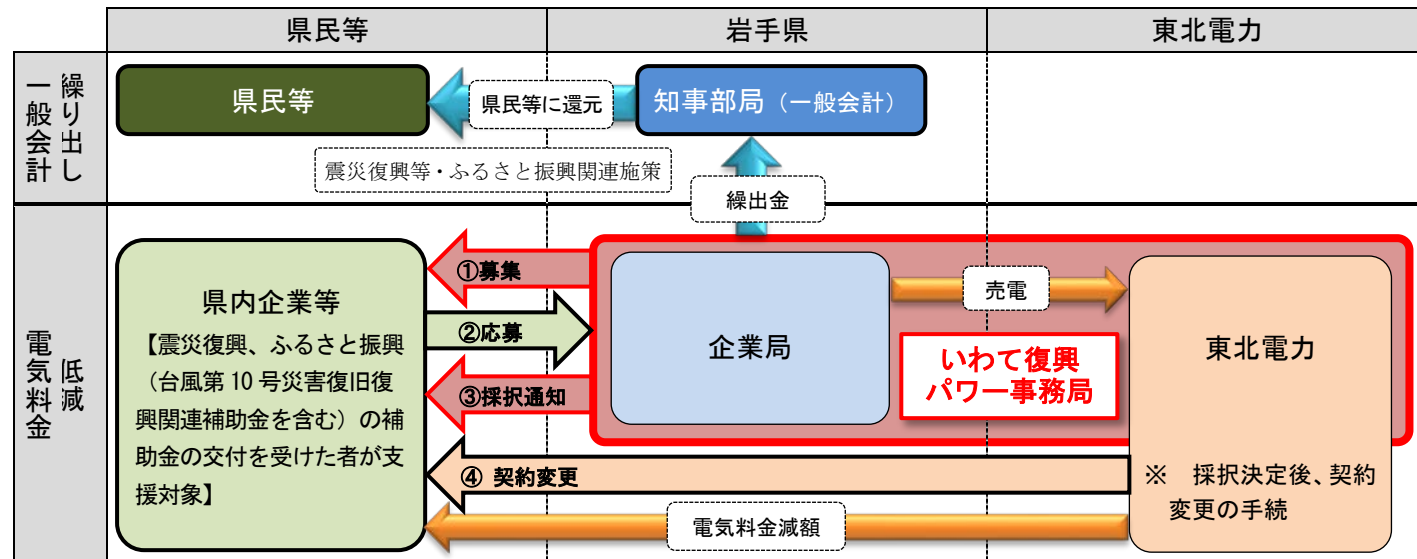 県民等
岩手県
東北電力
一般会計
繰り出し
県民等
県民等に還元
知事部局（一般会計）
震災復興等・ふるさと振興関連施策
繰出金
電気料金
低減
県内企業等
【震災復興、ふるさと振興
（台風第 10 号災害復旧復
興関連補助金を含む）の補
助金の交付を受けた者が支
援対象】
①募集
②応募
③採択通知
④ 契約変更
電気料金減額
企業局
売電
いわて復興
パワー事務局
東北電力
※　採択決定後、契約
変更の手続